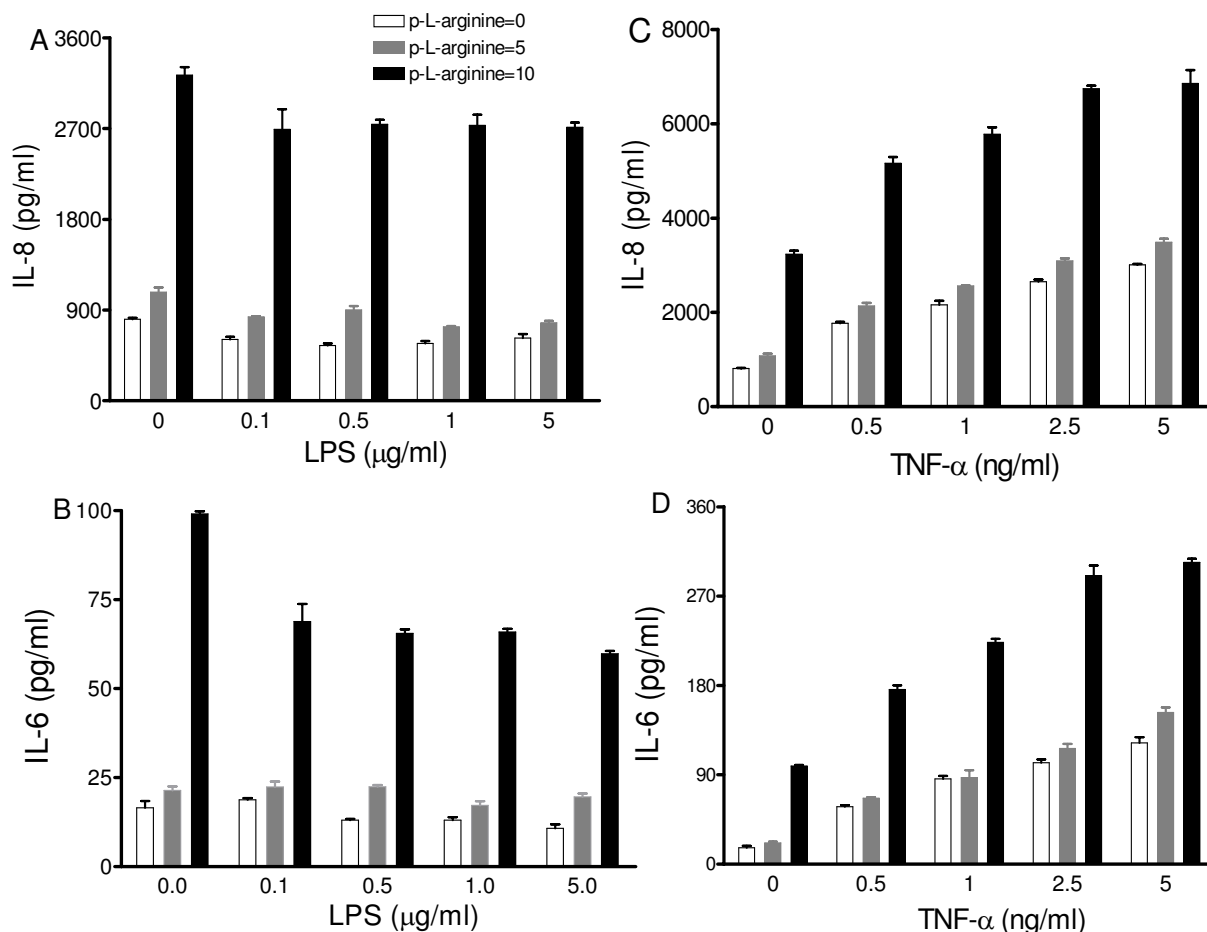 A
3600
2700
1800
900
0
IL-8 (pg/ml)
0 0.1 0.5 1 5
LPS (μg/ml)
p-L-arginine=0
p-L-arginine=5
p-L-arginine=10
C
8000
6000
4000
2000
0
IL-8 (pg/ml)
0 0.5 1 2.5 5
TNF-α (ng/ml)
B
100
75
50
25
0
IL-6 (pg/ml)
0.0 0.1 0.5 1.0 5.0
LPS (μg/ml)
D
360
270
180
90
0
IL-6 (pg/ml)
0 0.5 1 2.5 5
TNF-α (ng/ml)